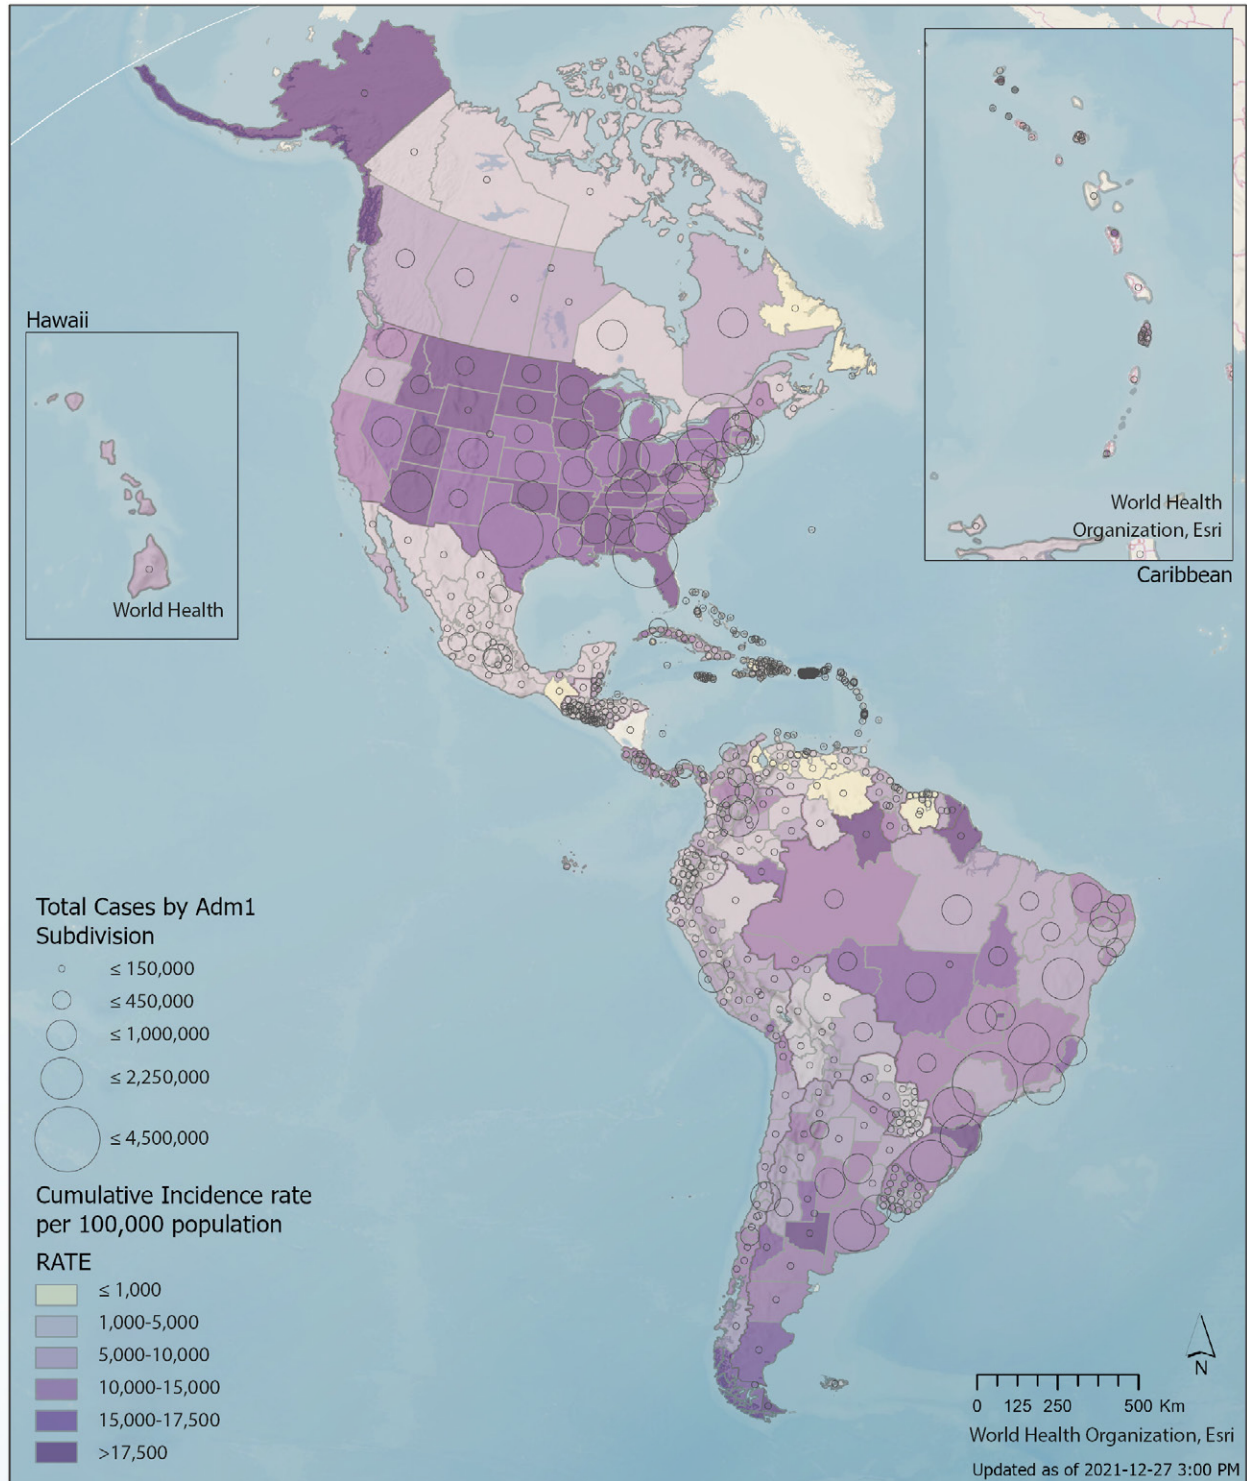 Hawaii
World Health
World Health
Organization, Esri
Caribbean
Total Cases by Adm1
Subdivision
≤ 150,000
≤ 450,000
≤ 1,000,000
≤ 2,250,000
≤ 4,500,000
Cumulative Incidence rate
per 100,000 population
RATE
≤ 1,000
1,000-5,000
5,000-10,000
10,000-15,000
15,000-17,500
>17,500
N
0 125 250 500 Km
World Health Organization, Esri
Updated as of 2021-12-27 3:00 PM